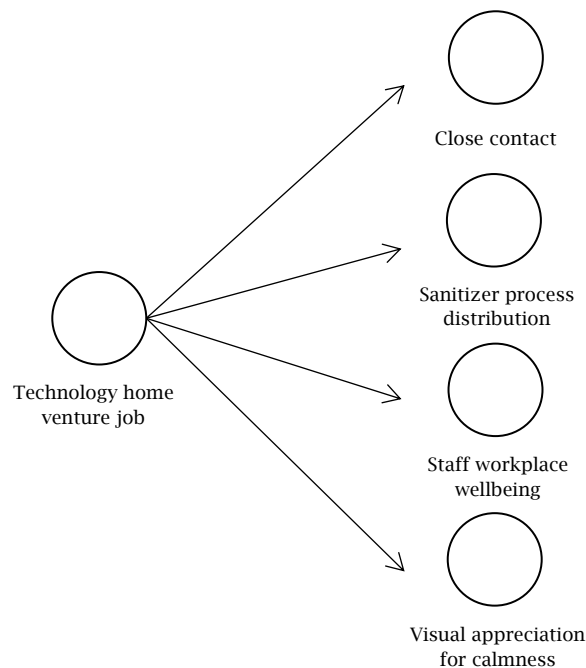 Close contact
Sanitizer process
distribution
Technology home
venture job
Staff workplace
wellbeing
Visual appreciation
for calmness